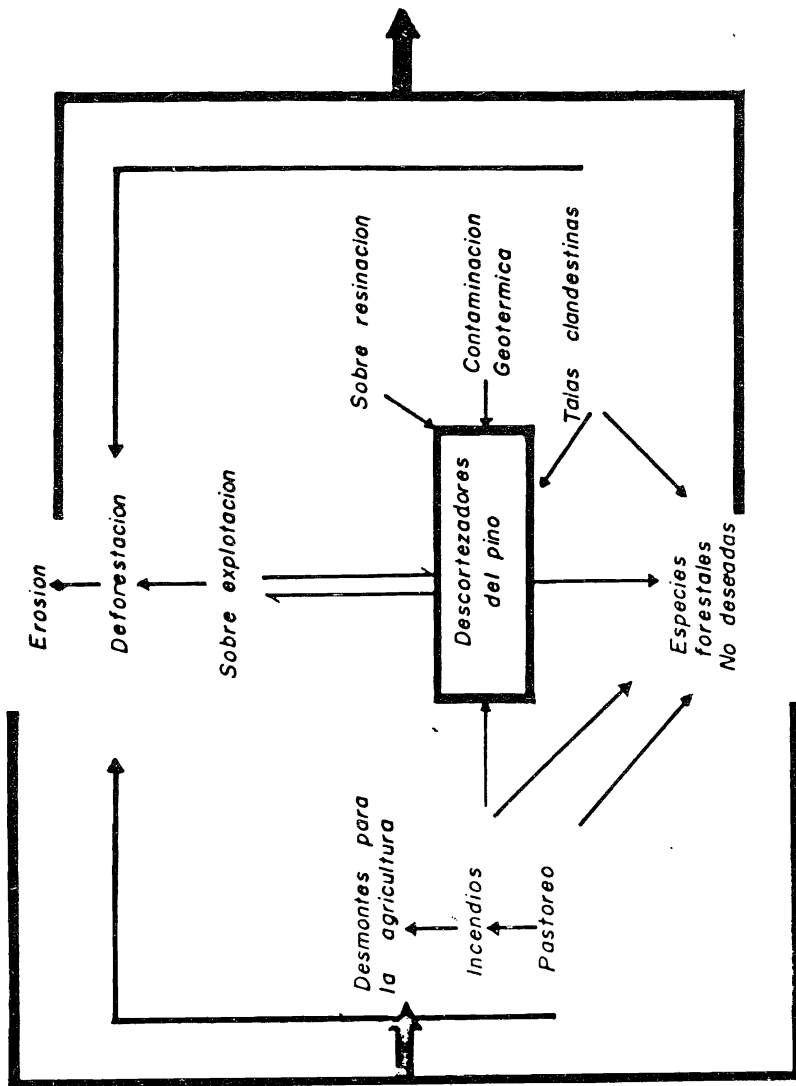 Erosion
Deforestacion
Sobre explotacion
Desmontes para
la agricultura
Incendios
Pastoreo
Descortezadores
del pino
Sobre resinacion
Contaminacion
Geotermica
Talas clandestinas
Especies
forestales
No deseadas